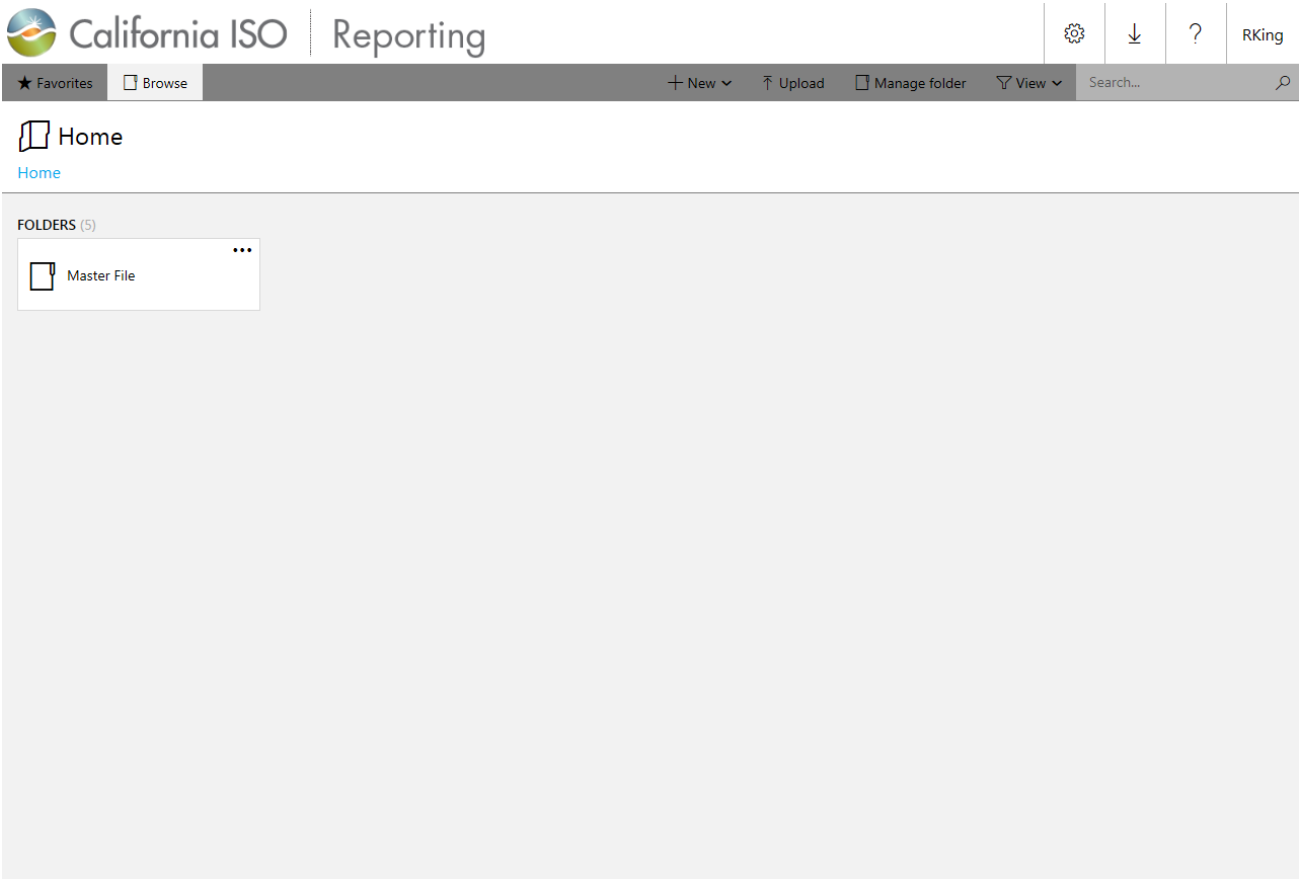 California ISO Reporting
RKing
Favorites Browse New Upload Manage folder View Search...
Home
Home
FOLDERS (5)
Master File